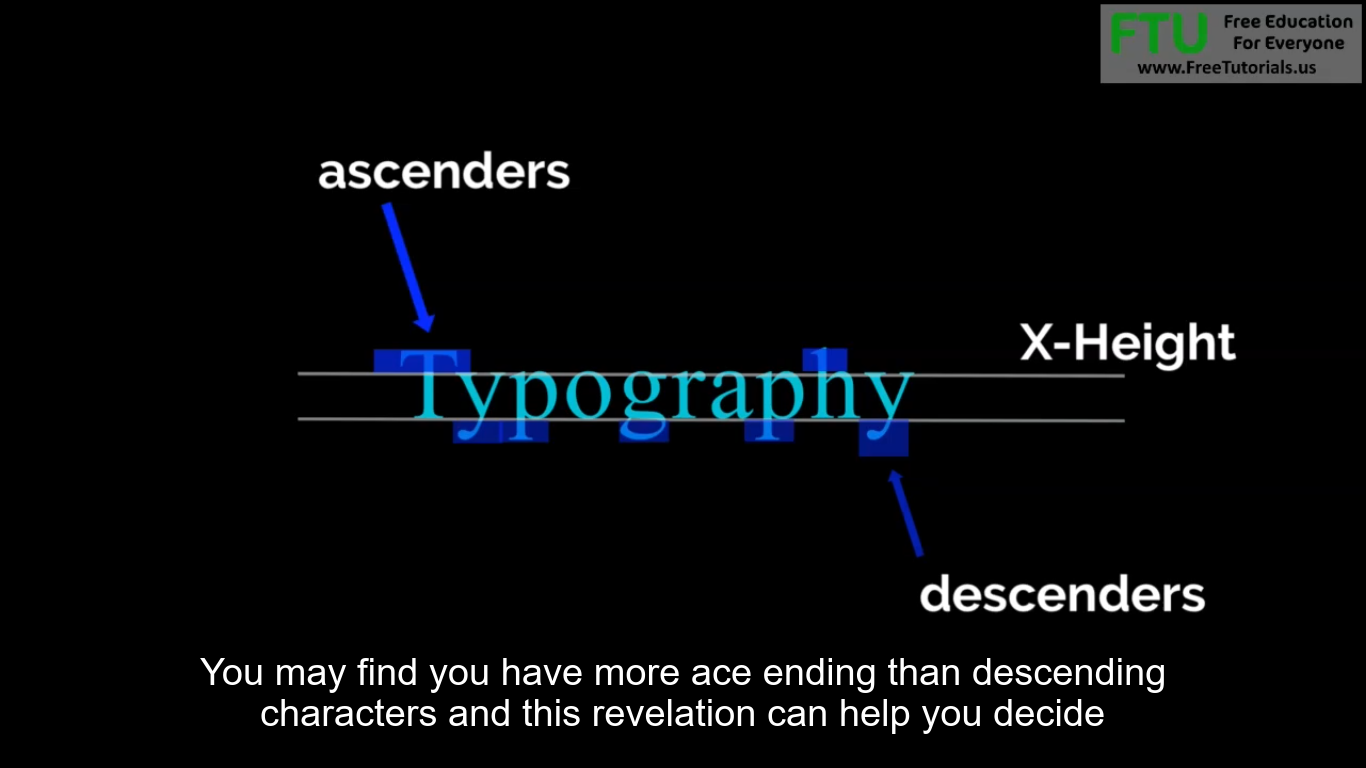 FTU Free Education
For Everyone
www.FreeTutorials.us
ascenders
X-Height
Typography
descenders
You may find you have more ace ending than descending
characters and this revelation can help you decide